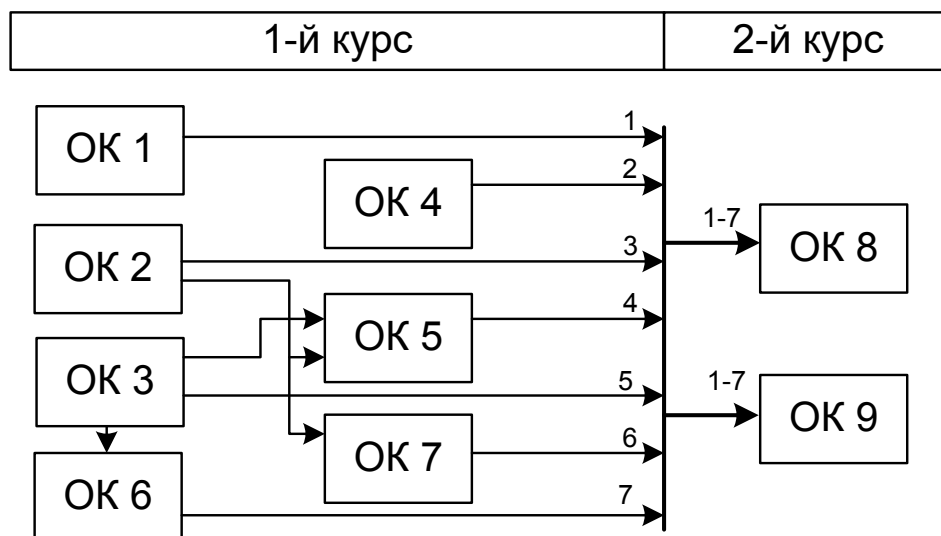 1-й курс
2-й курс
ОК 1
1
ОК 4
2
1-7
ОК 8
ОК 2
3
ОК 5
4
ОК 3
5
1-7
ОК 9
ОК 7
6
ОК 6
7